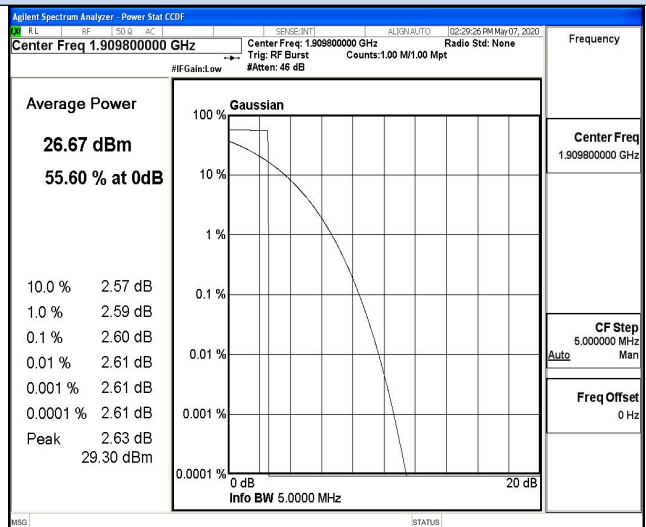 Agilent Spectrum Analyzer - Power Stat CCDF
LXI RL RF 50 Ω AC SENSE:INT ALIGN AUTO 02:29:26 PM May 07, 2020
Center Freq 1.909800000 GHz
Center Freq: 1.909800000 GHz Radio Std: None
Trig: RF Burst Counts:1.00 M/1.00 Mpt
#IFGain:Low #Atten: 46 dB
Average Power
26.67 dBm
55.60 % at 0dB
10.0 % 2.57 dB
1.0 % 2.59 dB
0.1 % 2.60 dB
0.01 % 2.61 dB
0.001 % 2.61 dB
0.0001 % 2.61 dB
Peak 2.63 dB
29.30 dBm
Gaussian
100 %
10 %
1 %
0.1 %
0.01 %
0.001 %
0.0001 %
0 dB 20 dB
Info BW 5.0000 MHz
Frequency
Center Freq
1.909800000 GHz
CF Step
5.000000 MHz
Auto Man
Freq Offset
0 Hz
MSG STATUS